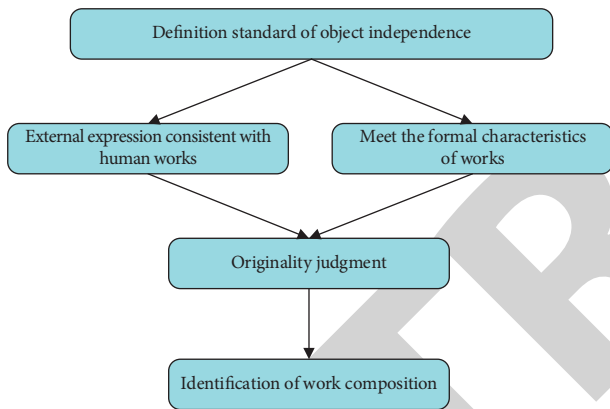 Definition standard of object independence
External expression consistent with
human works
Meet the formal characteristics
of works
Originality judgment
Identification of work composition